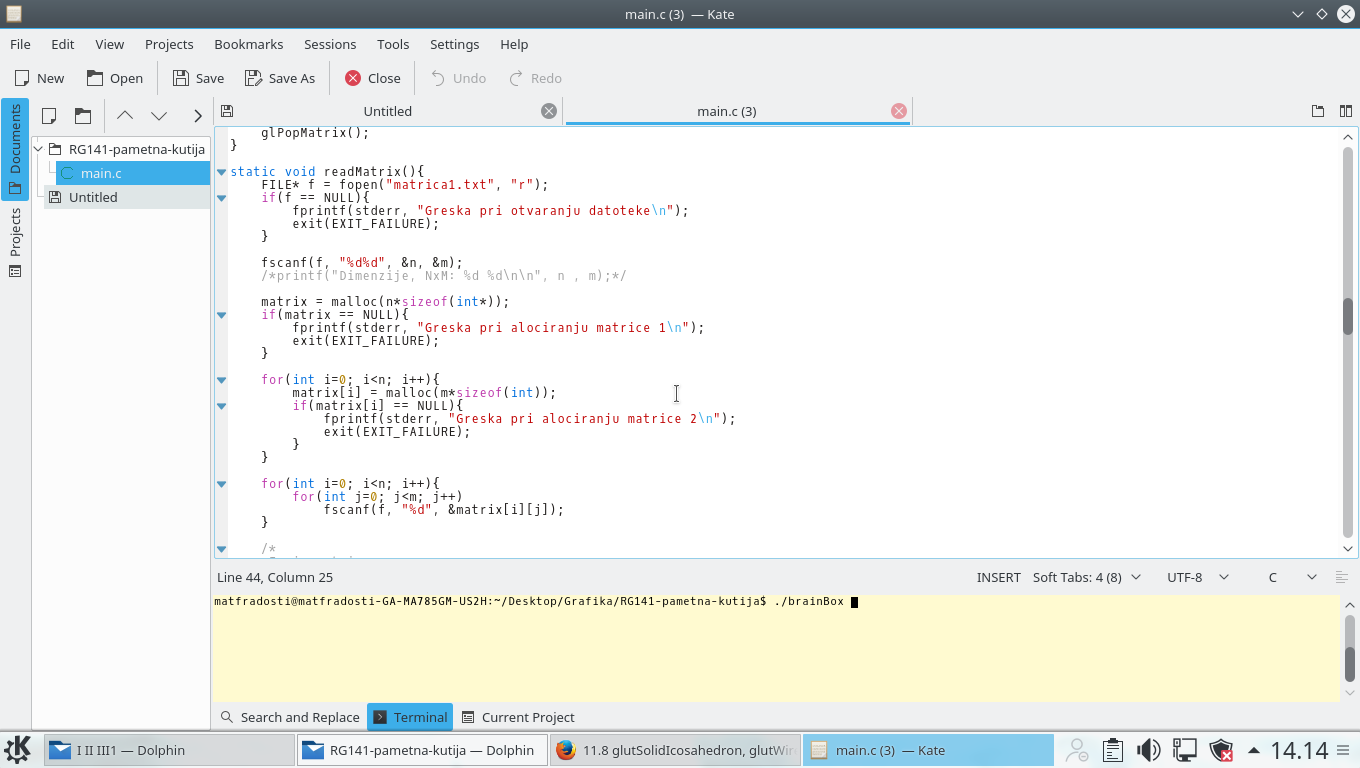 main.c (3) — Kate
File Edit View Projects Bookmarks Sessions Tools Settings Help
New Open Save Save As Close Undo Redo
Documents
Projects
RG141-pametna-kutija
main.c
Untitled
Untitled main.c (3)
glPopMatrix();
}
static void readMatrix(){
FILE* f = fopen("matrica1.txt", "r");
if(f == NULL){
fprintf(stderr, "Greska pri otvaranju datoteke\n");
exit(EXIT_FAILURE);
}
fscanf(f, "%d%d", &n, &m);
/*printf("Dimenzije, NxM: %d %d\n\n", n , m);*/
matrix = malloc(n*sizeof(int*));
if(matrix == NULL){
fprintf(stderr, "Greska pri alociranju matrice 1\n");
exit(EXIT_FAILURE);
}
for(int i=0; i<n; i++){
matrix[i] = malloc(m*sizeof(int));
if(matrix[i] == NULL){
fprintf(stderr, "Greska pri alociranju matrice 2\n");
exit(EXIT_FAILURE);
}
}
for(int i=0; i<n; i++){
for(int j=0; j<m; j++)
fscanf(f, "%d", &matrix[i][j]);
}
/*
Line 44, Column 25 INSERT Soft Tabs: 4 (8) UTF-8 C
matfradosti@matfradosti-GA-MA785GM-US2H:~/Desktop/Grafika/RG141-pametna-kutija$ ./brainBox
Search and Replace Terminal Current Project
I II III1 — Dolphin RG141-pametna-kutija — Dolphin 11.8 glutSolidIcosahedron, glutWir main.c (3) — Kate 14.14